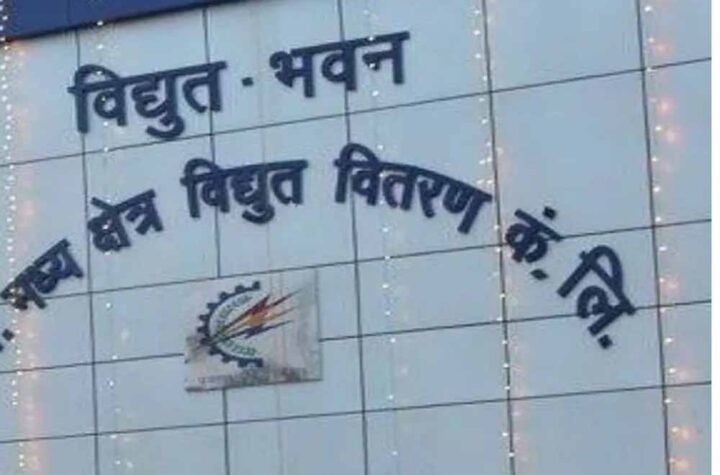 विद्युत - भवन
मध्य क्षेत्र विद्युत वितरण कं. लि.